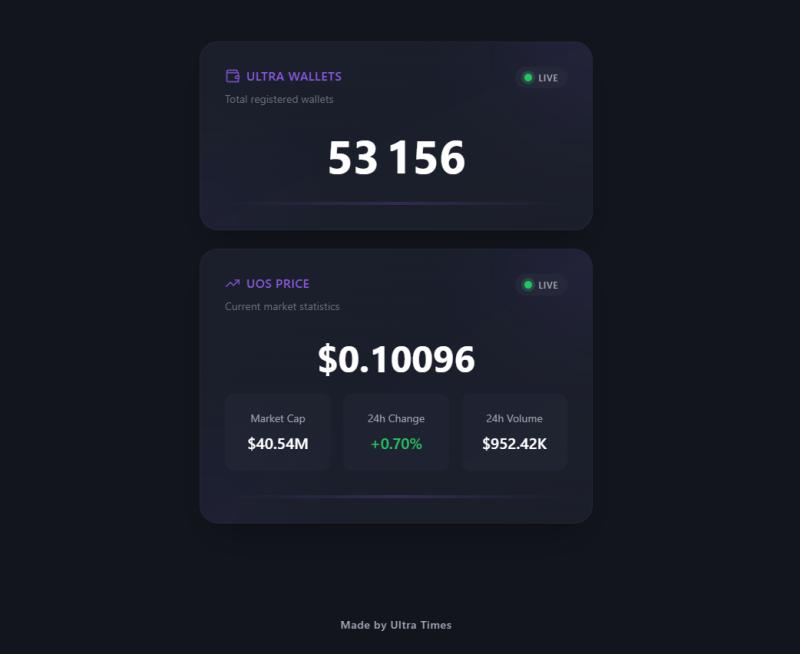 ULTRA WALLETS
LIVE
Total registered wallets
53 156
UOS PRICE
LIVE
Current market statistics
$0.10096
Market Cap
$40.54M
24h Change
+0.70%
24h Volume
$952.42K
Made by Ultra Times